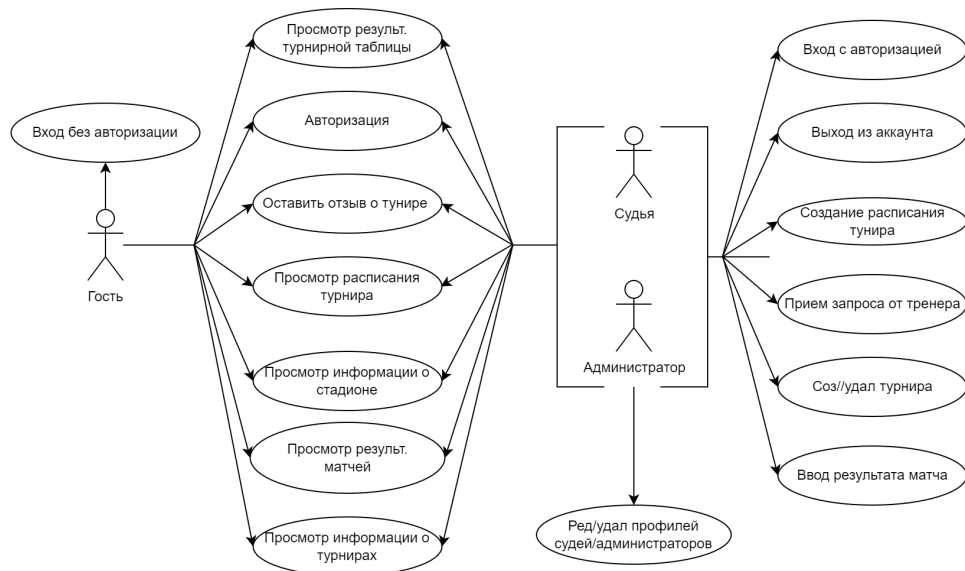 Просмотр результ.
турнирной таблицы
Вход с авторизацией
Вход без авторизации
Авторизация
Выход из аккаунта
Судья
Оставить отзыв о тунире
Создание расписания
тунира
Гость
Просмотр расписания
турнира
Прием запроса от тренера
Администратор
Просмотр информации о
стадионе
Соз//удал турнира
Просмотр результ.
матчей
Ввод результата матча
Просмотр информации о
турнирах
Ред/удал профилей
судей/администраторов